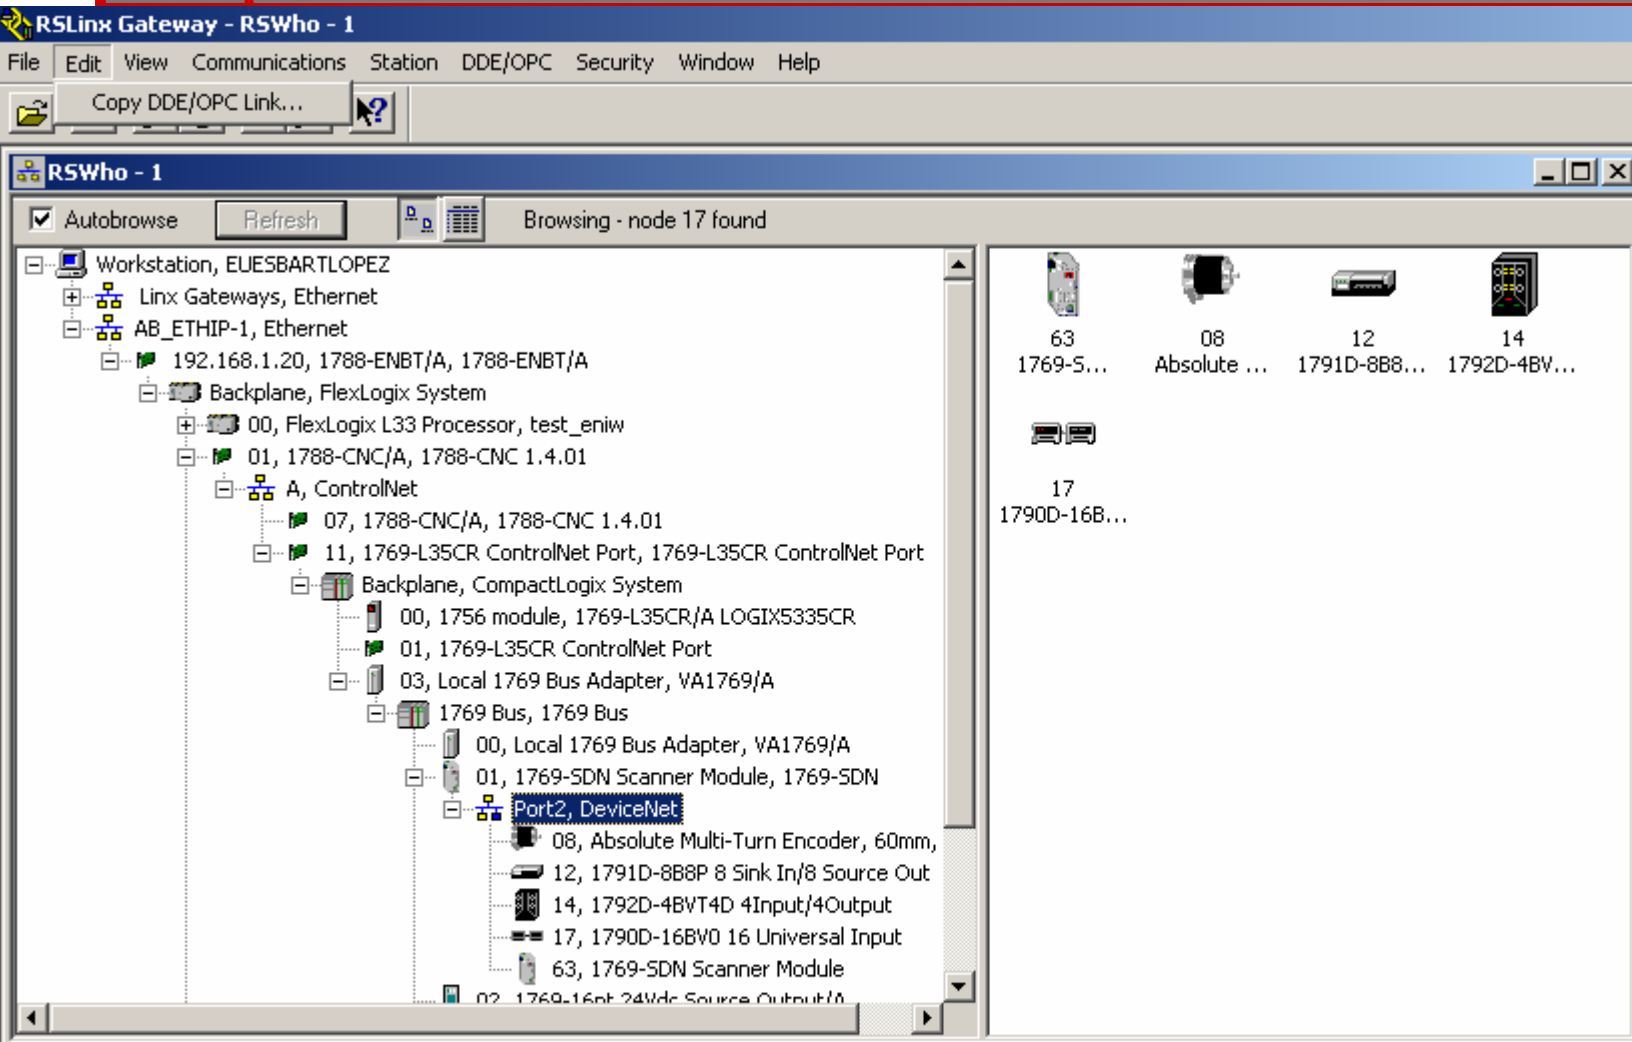 RSLinx Gateway - RSWho - 1
File Edit View Communications Station DDE/OPC Security Window Help
Copy DDE/OPC Link...
RSWho - 1
Autobrowse Refresh Browsing - node 17 found
Workstation, EUESBARTLOPEZ
Linx Gateways, Ethernet
AB_ETHIP-1, Ethernet
192.168.1.20, 1788-ENBT/A, 1788-ENBT/A
Backplane, FlexLogix System
00, FlexLogix L33 Processor, test_eniw
01, 1788-CNC/A, 1788-CNC 1.4.01
A, ControlNet
07, 1788-CNC/A, 1788-CNC 1.4.01
11, 1769-L35CR ControlNet Port, 1769-L35CR ControlNet Port
Backplane, CompactLogix System
00, 1756 module, 1769-L35CR/A LOGIX5335CR
01, 1769-L35CR ControlNet Port
03, Local 1769 Bus Adapter, VA1769/A
1769 Bus, 1769 Bus
00, Local 1769 Bus Adapter, VA1769/A
01, 1769-SDN Scanner Module, 1769-SDN
Port2, DeviceNet
08, Absolute Multi-Turn Encoder, 60mm,
12, 1791D-8B8P 8 Sink In/8 Source Out
14, 1792D-4BVT4D 4Input/4Output
17, 1790D-16BV0 16 Universal Input
63, 1769-SDN Scanner Module
02, 1769-16pt 24Vdc Source Output/A
63
1769-S...
08
Absolute ...
12
1791D-8B8...
14
1792D-4BV...
17
1790D-16B...